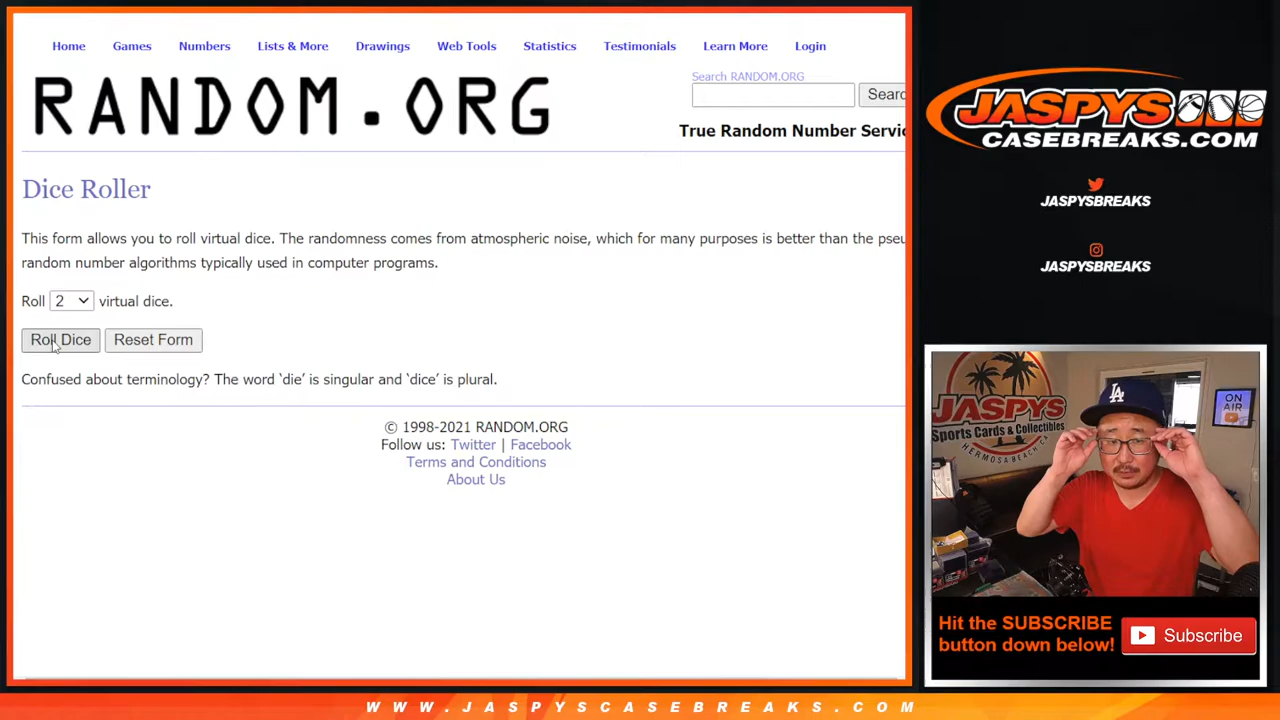 Home Games Numbers Lists & More Drawings Web Tools Statistics Testimonials Learn More Login
RANDOM.ORG
Search RANDOM.ORG
Searc
True Random Number Servic
Dice Roller
This form allows you to roll virtual dice. The randomness comes from atmospheric noise, which for many purposes is better than the pseu
random number algorithms typically used in computer programs.
Roll 2 virtual dice.
Roll Dice Reset Form
Confused about terminology? The word ‘die’ is singular and ‘dice’ is plural.
© 1998-2021 RANDOM.ORG
Follow us: Twitter | Facebook
Terms and Conditions
About Us
JASPYS
CASEBREAKS.COM
JASPYSBREAKS
JASPYSBREAKS
JASPYS
Sports Cards & Collectibles
HERMOSA BEACH CA
LA
ON
AIR
Hit the SUBSCRIBE
button down below!
Subscribe
WWW.JASPYSCASEBREAKS.COM